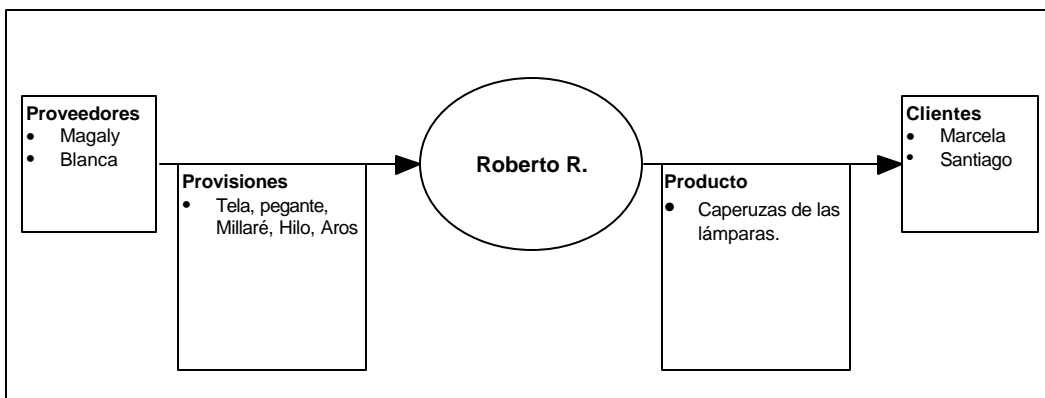 Proveedores
• Magaly
• Blanca
Provisiones
• Tela, pegante,
Millaré, Hilo, Aros
Roberto R.
Producto
• Caperuzas de las
lámparas.
Clientes
• Marcela
• Santiago